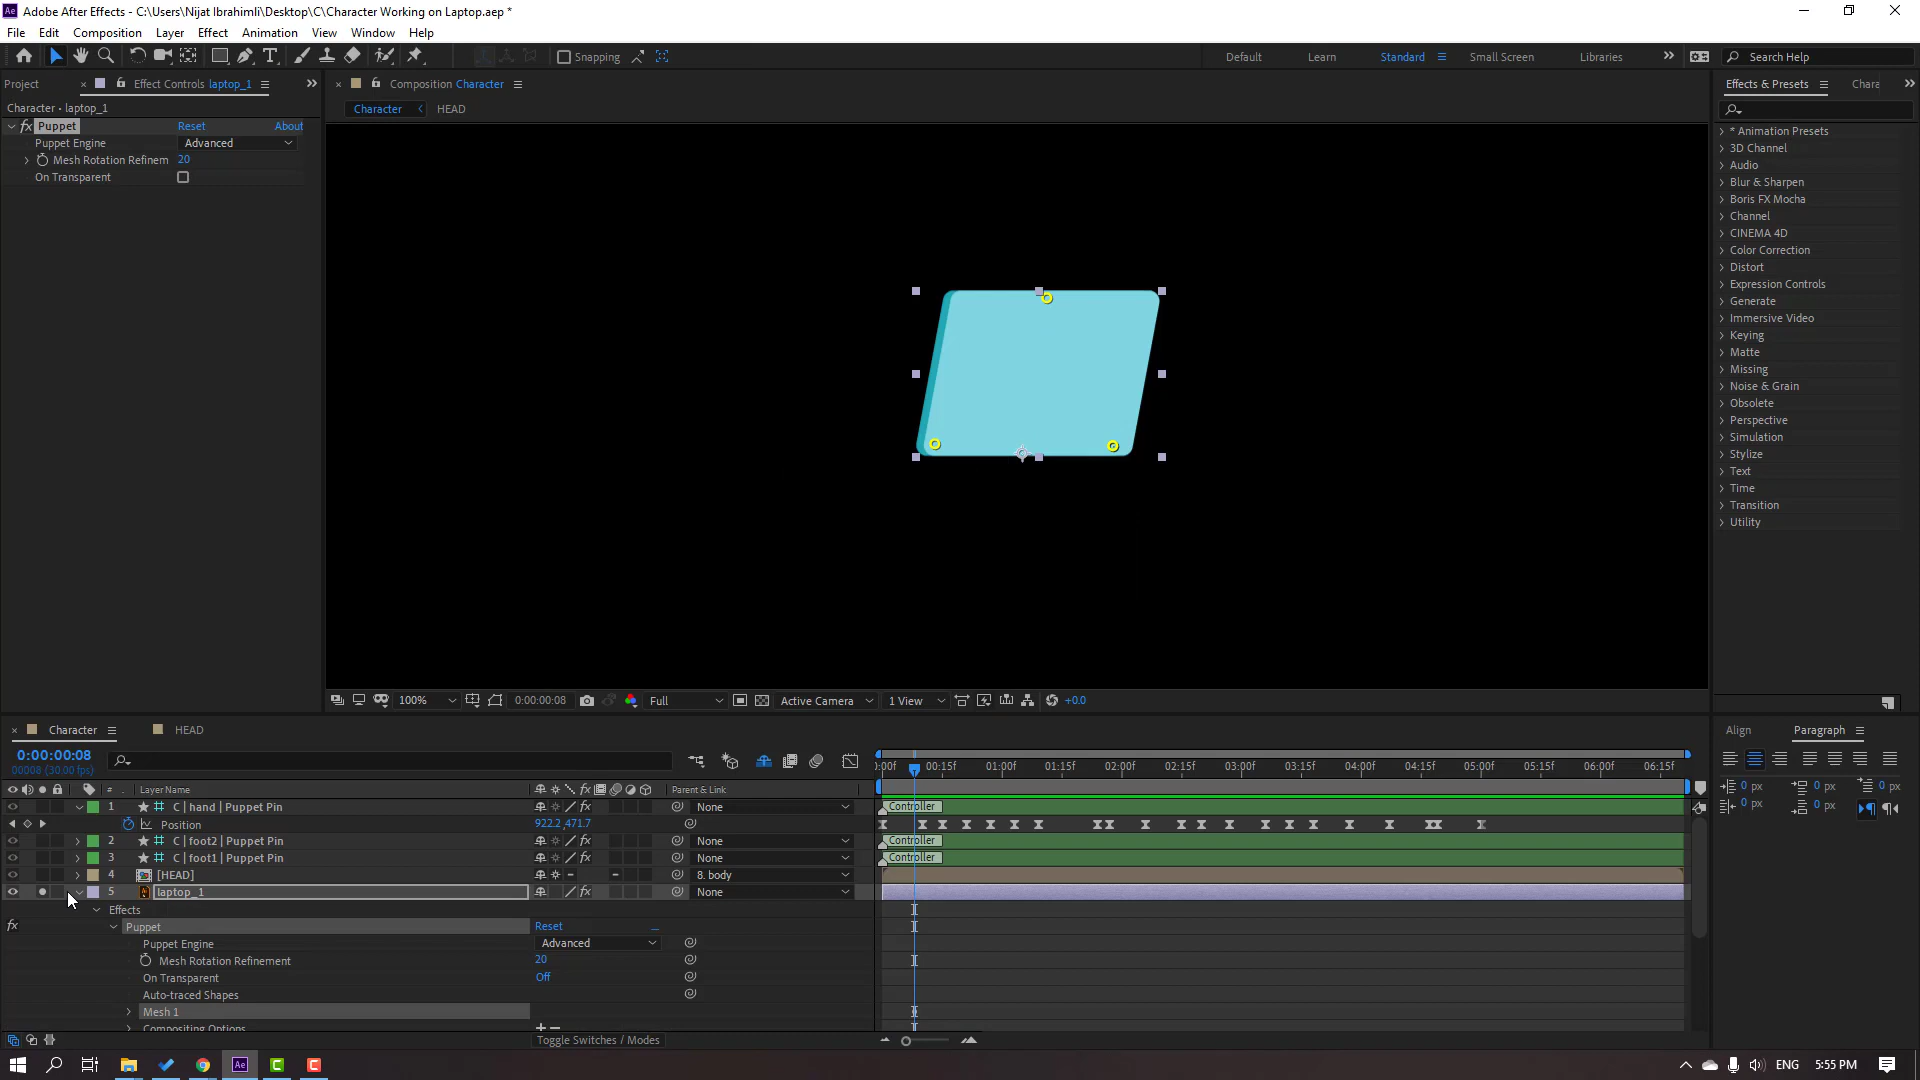 Adobe After Effects - C:\Users\Nijat Ibrahimli\Desktop\C\Character Working on Laptop.aep *
File Edit Composition Layer Effect Animation View Window Help
Snapping Default Learn Standard Small Screen Libraries Search Help
Project Effect Controls laptop_1 Composition Character Effects & Presets Chara
Character • laptop_1 Character HEAD
fx Puppet Reset About
Puppet Engine Advanced
Mesh Rotation Refinem 20
On Transparent
* Animation Presets
3D Channel
Audio
Blur & Sharpen
Boris FX Mocha
Channel
CINEMA 4D
Color Correction
Distort
Expression Controls
Generate
Immersive Video
Keying
Matte
Missing
Noise & Grain
Obsolete
Perspective
Simulation
Stylize
Text
Time
Transition
Utility
100% 0:00:00:08 Full Active Camera 1 View +0.0
Character HEAD Align Paragraph
0:00:00:08
00008 (30.00 fps)
:00f 00:15f 01:00f 01:15f 02:00f 02:15f 03:00f 03:15f 04:00f 04:15f 05:00f 05:15f 06:00f 06:15f
# Layer Name Parent & Link
1 C | hand | Puppet Pin None Controller
Position 922.2,471.7
2 C | foot2 | Puppet Pin None Controller
3 C | foot1 | Puppet Pin None Controller
4 [HEAD] 8. body
5 laptop_1 None
Effects
fx Puppet Reset
Puppet Engine Advanced
Mesh Rotation Refinement 20
On Transparent Off
Auto-traced Shapes
Mesh 1
Compositing Options + –
Toggle Switches / Modes
0 px 0 px 0 px
0 px 0 px
ENG 5:55 PM